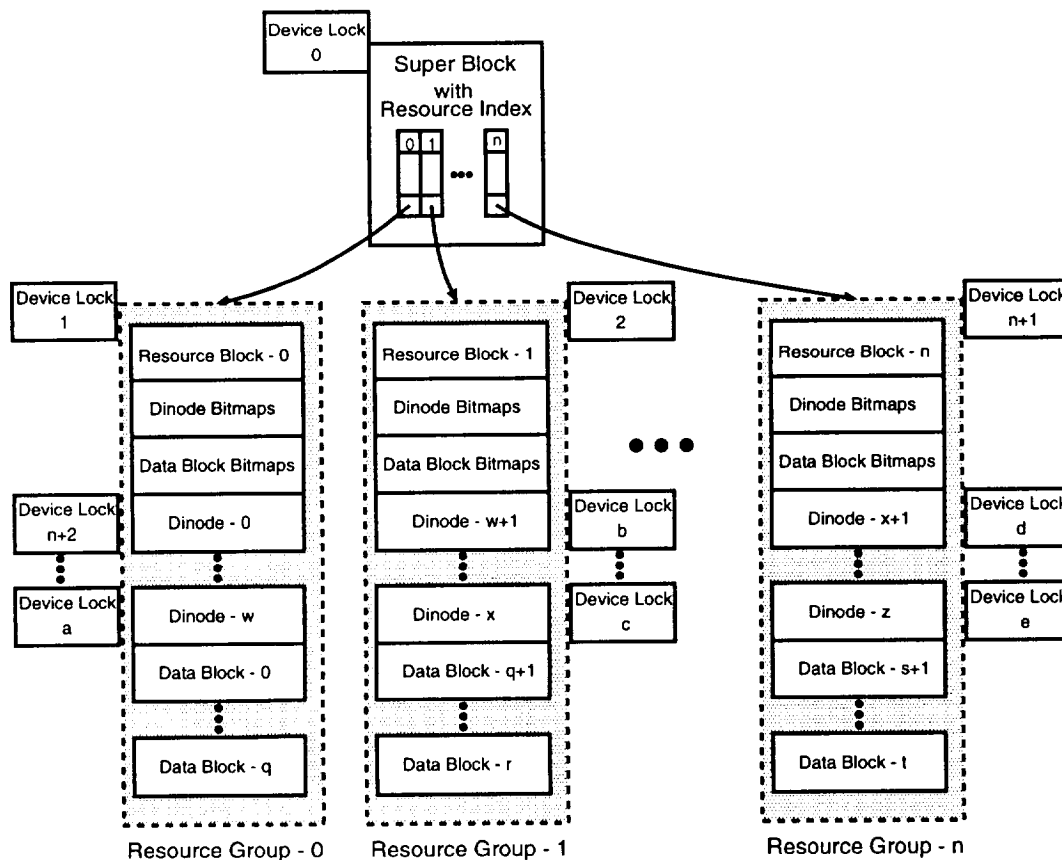 Device Lock
0
Super Block
with
Resource Index
0 1 n
Device Lock
1
Resource Block - 0
Dinode Bitmaps
Data Block Bitmaps
Dinode - 0
Device Lock
n+2
Dinode - w
Device Lock
a
Data Block - 0
Data Block - q
Resource Group - 0
Device Lock
2
Resource Block - 1
Dinode Bitmaps
Data Block Bitmaps
Dinode - w+1
Device Lock
b
Dinode - x
Device Lock
c
Data Block - q+1
Data Block - r
Resource Group - 1
Device Lock
n+1
Resource Block - n
Dinode Bitmaps
Data Block Bitmaps
Dinode - x+1
Device Lock
d
Dinode - z
Device Lock
e
Data Block - s+1
Data Block - t
Resource Group - n